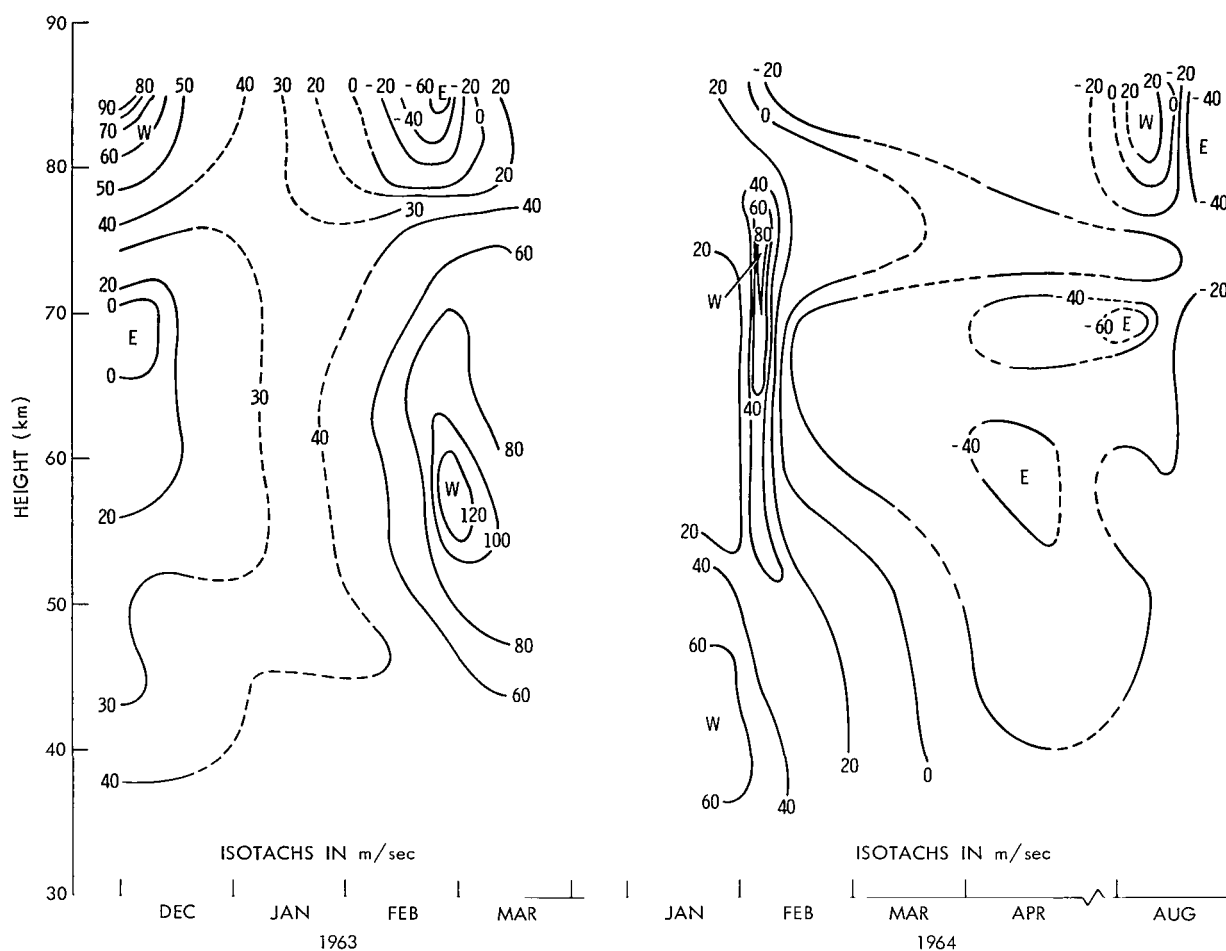 90
80
70
60
50
40
30
HEIGHT (km)
80 50 40 30 20 0 -20 -60 -20 20
90
70 W
60
50
40
E
-40 0
20
30 40
60
20
0
E
0
30
40
80
W
120
100
20
80
60
30
40
ISOTACHS IN m/sec
DEC JAN FEB MAR
1963
20 -20
0
-20 0 20 20 -20
0 -40
W
E
-40
40
60
80
20
W
-20
-40
-60 E
40
-40
E
20
40
60
W
60 40 20 0
ISOTACHS IN m/sec
JAN FEB MAR APR AUG
1964